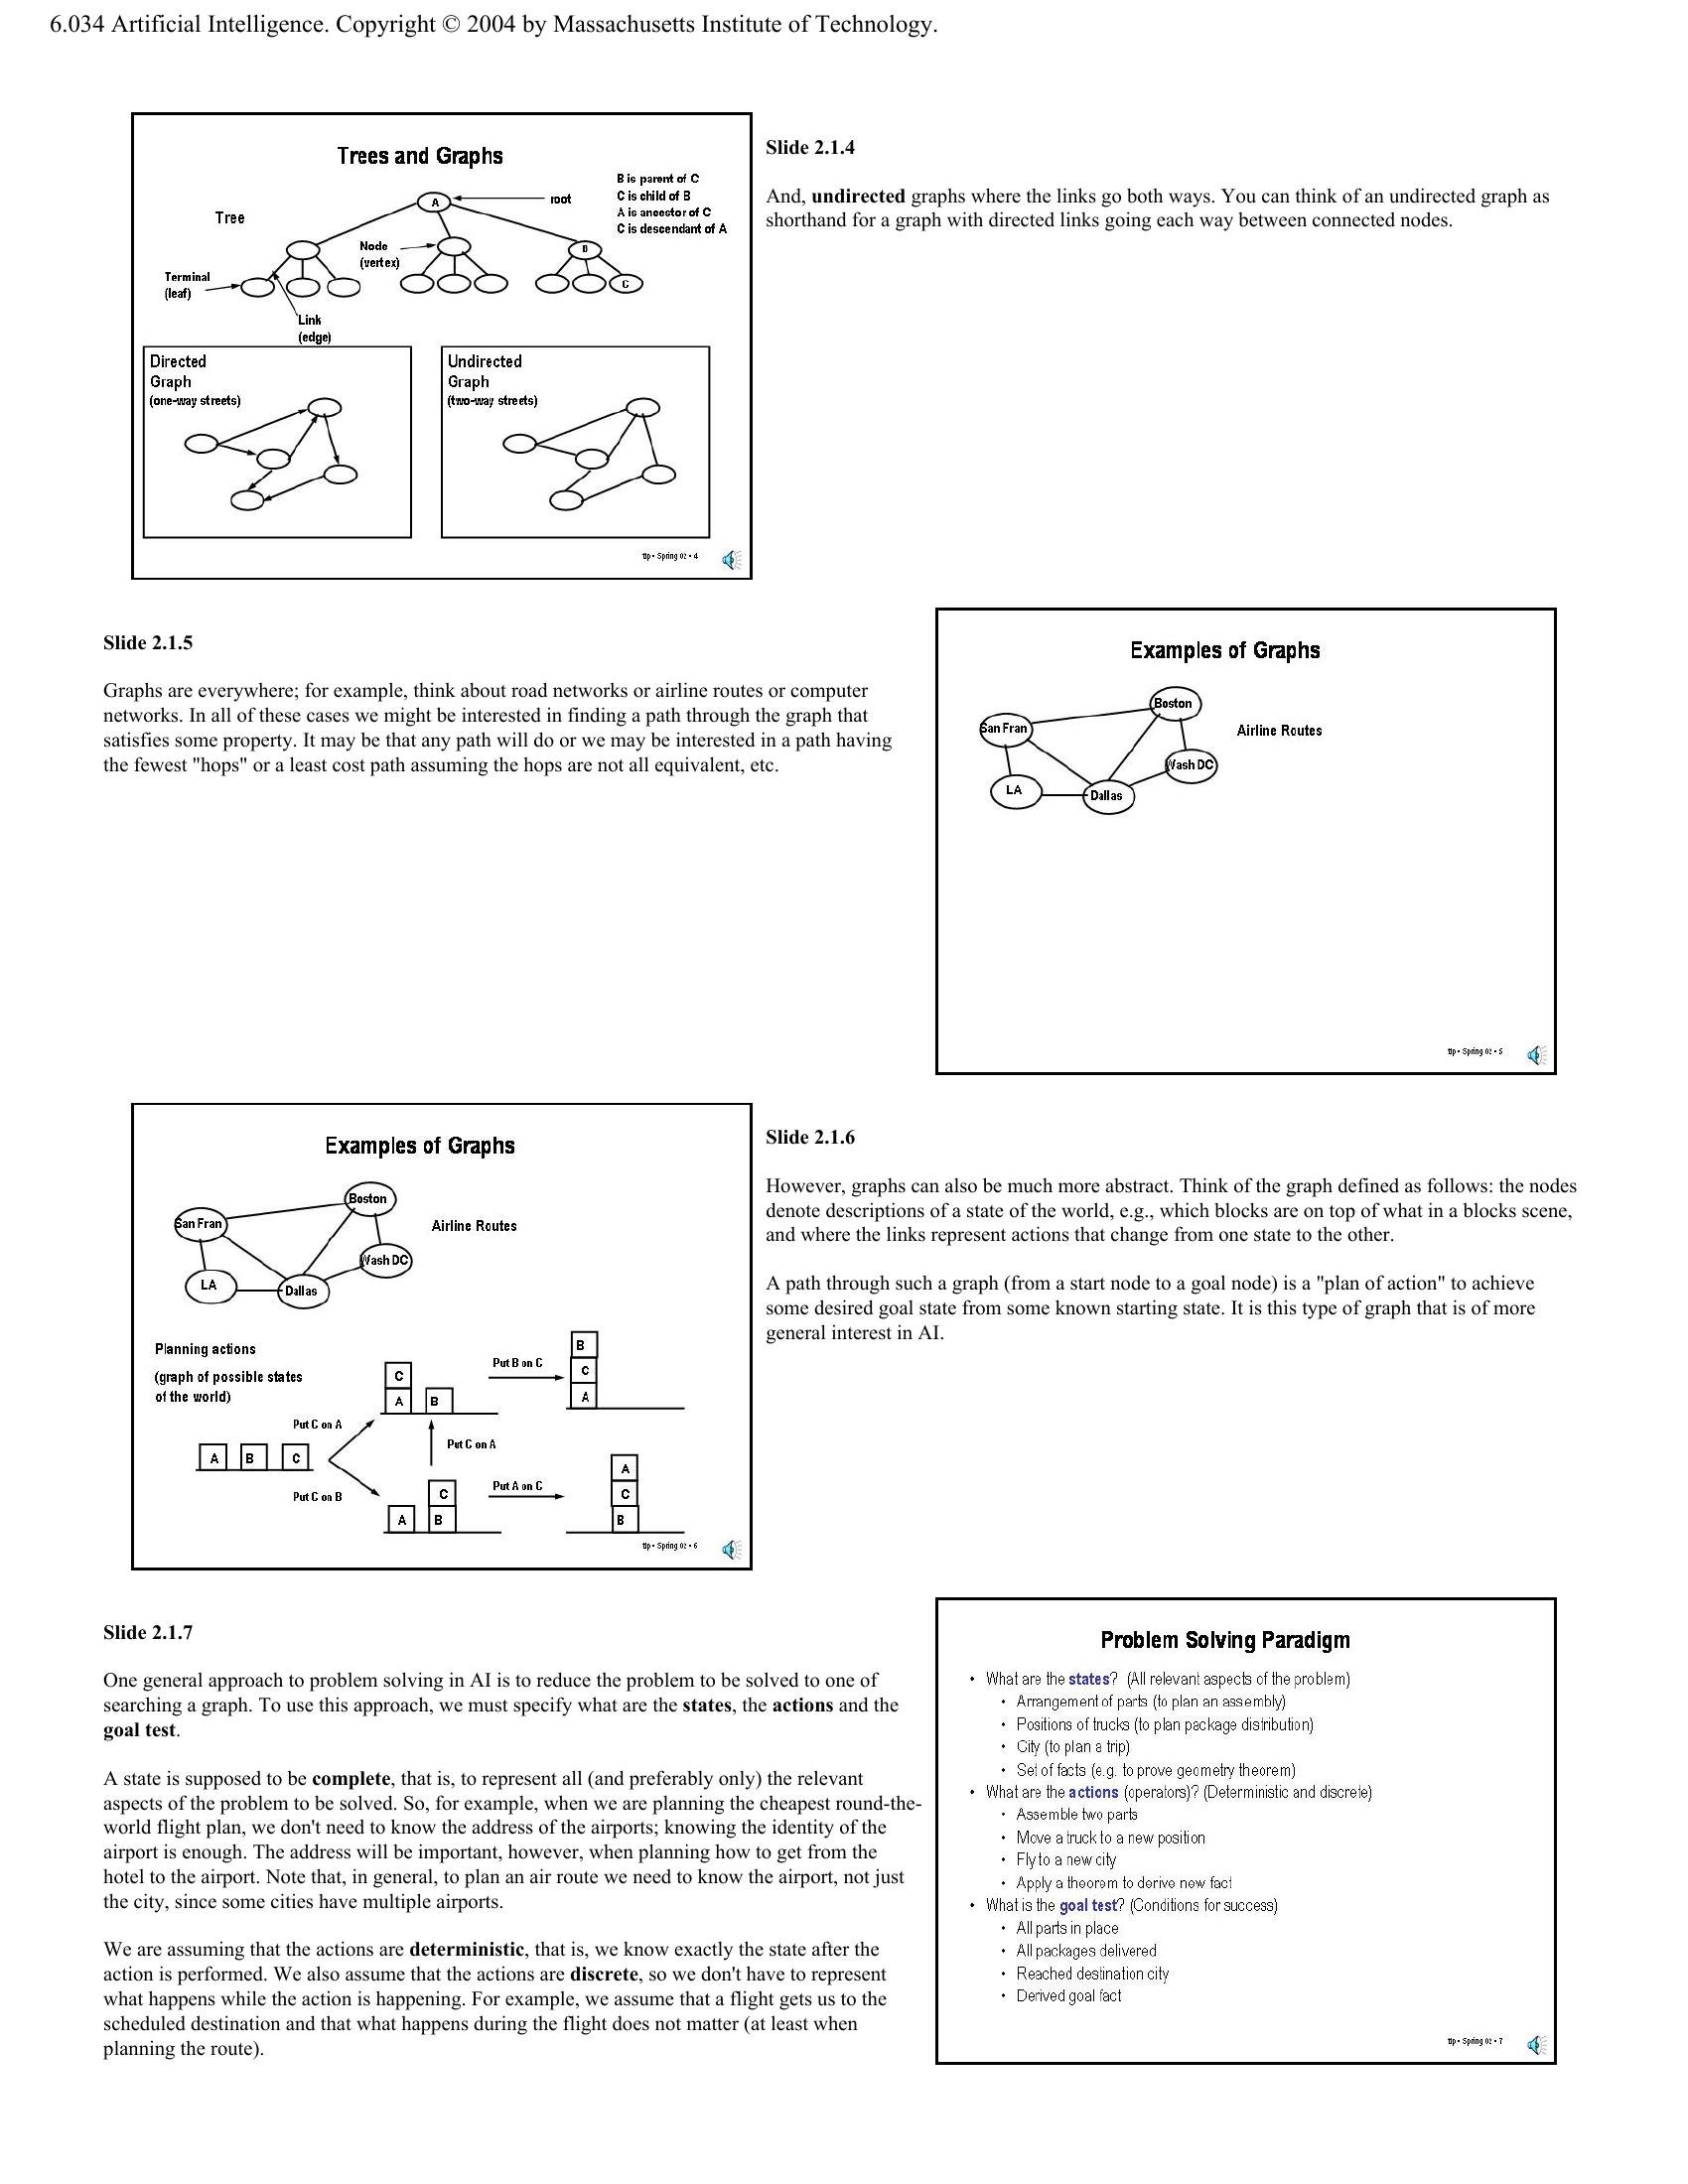 6.034 Artificial Intelligence. Copyright © 2004 by Massachusetts Institute of Technology.
Trees and Graphs
B is parent of C
C is child of B
A is ancestor of C
C is descendant of A
root
A
Tree
Node
(vertex)
B
Terminal
(leaf)
C
Link
(edge)
Directed
Graph
(one-way streets)
Undirected
Graph
(two-way streets)
tlp • Spring 02 • 4
Slide 2.1.4
And, undirected graphs where the links go both ways. You can think of an undirected graph as
shorthand for a graph with directed links going each way between connected nodes.
Slide 2.1.5
Graphs are everywhere; for example, think about road networks or airline routes or computer
networks. In all of these cases we might be interested in finding a path through the graph that
satisfies some property. It may be that any path will do or we may be interested in a path having
the fewest "hops" or a least cost path assuming the hops are not all equivalent, etc.
Examples of Graphs
Boston
San Fran
Airline Routes
Wash DC
LA
Dallas
tlp • Spring 02 • 5
Examples of Graphs
Boston
San Fran
Airline Routes
Wash DC
LA
Dallas
Planning actions
(graph of possible states
of the world)
Put B on C
B
C
A
C
A
B
Put C on A
Put C on A
A
B
C
Put C on B
Put A on C
A
C
B
C
A
B
tlp • Spring 02 • 6
Slide 2.1.6
However, graphs can also be much more abstract. Think of the graph defined as follows: the nodes
denote descriptions of a state of the world, e.g., which blocks are on top of what in a blocks scene,
and where the links represent actions that change from one state to the other.
A path through such a graph (from a start node to a goal node) is a "plan of action" to achieve
some desired goal state from some known starting state. It is this type of graph that is of more
general interest in AI.
Slide 2.1.7
One general approach to problem solving in AI is to reduce the problem to be solved to one of
searching a graph. To use this approach, we must specify what are the states, the actions and the
goal test.
A state is supposed to be complete, that is, to represent all (and preferably only) the relevant
aspects of the problem to be solved. So, for example, when we are planning the cheapest round-the-
world flight plan, we don't need to know the address of the airports; knowing the identity of the
airport is enough. The address will be important, however, when planning how to get from the
hotel to the airport. Note that, in general, to plan an air route we need to know the airport, not just
the city, since some cities have multiple airports.
We are assuming that the actions are deterministic, that is, we know exactly the state after the
action is performed. We also assume that the actions are discrete, so we don't have to represent
what happens while the action is happening. For example, we assume that a flight gets us to the
scheduled destination and that what happens during the flight does not matter (at least when
planning the route).
Problem Solving Paradigm
• What are the states? (All relevant aspects of the problem)
• Arrangement of parts (to plan an assembly)
• Positions of trucks (to plan package distribution)
• City (to plan a trip)
• Set of facts (e.g. to prove geometry theorem)
• What are the actions (operators)? (Deterministic and discrete)
• Assemble two parts
• Move a truck to a new position
• Fly to a new city
• Apply a theorem to derive new fact
• What is the goal test? (Conditions for success)
• All parts in place
• All packages delivered
• Reached destination city
• Derived goal fact
tlp • Spring 02 • 7